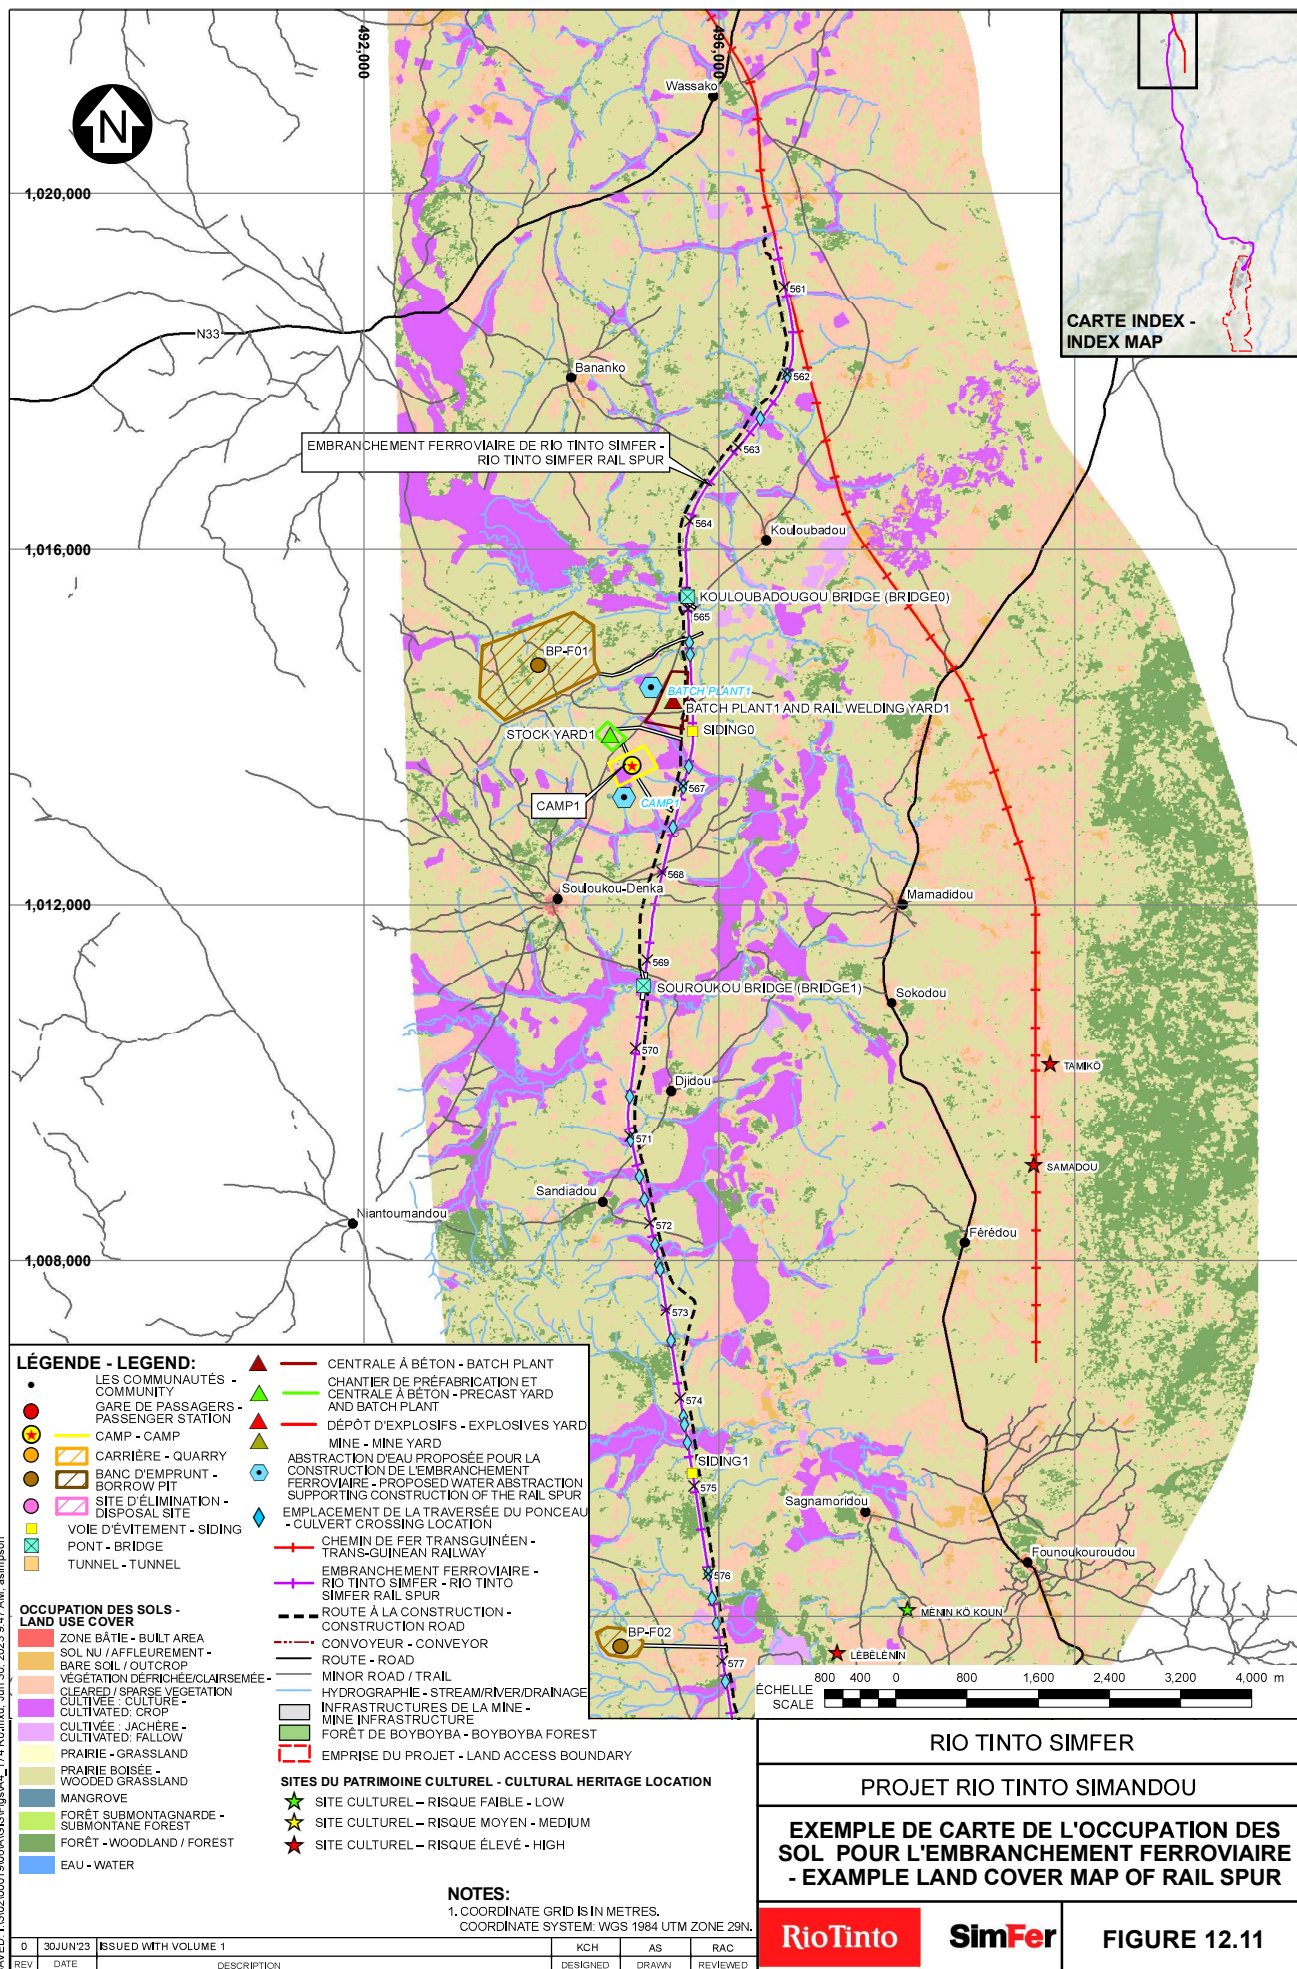 492,000
496,000
Wassako
1,020,000
N33
CARTE INDEX -
INDEX MAP
561
562
Bananko
EMBRANCHEMENT FERROVIAIRE DE RIO TINTO SIMFER -
RIO TINTO SIMFER RAIL SPUR
563
564
Kouloubadou
1,016,000
KOULOUBADOUGOU BRIDGE (BRIDGE0)
565
BP-F01
BATCH PLANT1
BATCH PLANT1 AND RAIL WELDING YARD1
STOCK YARD1
SIDING0
CAMP1
CAMP1
567
568
Souloukou-Denka
Mamadidou
1,012,000
569
SOUROUKOU BRIDGE (BRIDGE1)
Sokodou
570
Djidou
TAMIKÖ
571
SAMADOU
Sandiadou
Niantoumandou
572
Férédou
1,008,000
573
574
SIDING1
575
Sagnamoridou
Founoukouroudou
576
MÈNIN KÖ KOUN
BP-F02
LÈBÈLÈNIN
577
LÉGENDE - LEGEND:
LES COMMUNAUTÉS -
COMMUNITY
GARE DE PASSAGERS -
PASSENGER STATION
CAMP - CAMP
CARRIÈRE - QUARRY
BANC D'EMPRUNT -
BORROW PIT
SITE D'ÉLIMINATION -
DISPOSAL SITE
VOIE D'ÉVITEMENT - SIDING
PONT - BRIDGE
TUNNEL - TUNNEL
OCCUPATION DES SOLS -
LAND USE COVER
ZONE BÂTIE - BUILT AREA
SOL NU / AFFLEUREMENT -
BARE SOIL / OUTCROP
VÉGÉTATION DÉFRICHÉE/CLAIRSEMÉE -
CLEARED / SPARSE VEGETATION
CULTIVÉE : CULTURE -
CULTIVATED: CROP
CULTIVÉE : JACHÈRE -
CULTIVATED: FALLOW
PRAIRIE - GRASSLAND
PRAIRIE BOISÉE -
WOODED GRASSLAND
MANGROVE
FORÊT SUBMONTAGNARDE -
SUBMONTANE FOREST
FORÊT - WOODLAND / FOREST
EAU - WATER
CENTRALE À BÉTON - BATCH PLANT
CHANTIER DE PRÉFABRICATION ET
CENTRALE À BÉTON - PRECAST YARD
AND BATCH PLANT
DÉPÔT D'EXPLOSIFS - EXPLOSIVES YARD
MINE - MINE YARD
ABSTRACTION D'EAU PROPOSÉE POUR LA
CONSTRUCTION DE L'EMBRANCHEMENT
FERROVIAIRE - PROPOSED WATER ABSTRACTION
SUPPORTING CONSTRUCTION OF THE RAIL SPUR
EMPLACEMENT DE LA TRAVERSÉE DU PONCEAU
- CULVERT CROSSING LOCATION
CHEMIN DE FER TRANSGUINÉEN -
TRANS-GUINEAN RAILWAY
EMBRANCHEMENT FERROVIAIRE -
RIO TINTO SIMFER - RIO TINTO
SIMFER RAIL SPUR
ROUTE À LA CONSTRUCTION -
CONSTRUCTION ROAD
CONVOYEUR - CONVEYOR
ROUTE - ROAD
MINOR ROAD / TRAIL
HYDROGRAPHIE - STREAM/RIVER/DRAINAGE
INFRASTRUCTURES DE LA MINE -
MINE INFRASTRUCTURE
FORÊT DE BOYBOYBA - BOYBOYBA FOREST
EMPRISE DU PROJET - LAND ACCESS BOUNDARY
SITES DU PATRIMOINE CULTUREL - CULTURAL HERITAGE LOCATION
SITE CULTUREL – RISQUE FAIBLE - LOW
SITE CULTUREL – RISQUE MOYEN - MEDIUM
SITE CULTUREL – RISQUE ÉLEVÉ - HIGH
NOTES:
1. COORDINATE GRID IS IN METRES.
COORDINATE SYSTEM: WGS 1984 UTM ZONE 29N.
ÉCHELLE
SCALE
800 400 0 800 1,600 2,400 3,200 4,000 m
RIO TINTO SIMFER
PROJET RIO TINTO SIMANDOU
EXEMPLE DE CARTE DE L'OCCUPATION DES
SOL POUR L'EMBRANCHEMENT FERROVIAIRE
- EXAMPLE LAND COVER MAP OF RAIL SPUR
RioTinto
SimFer
FIGURE 12.11
0 30JUN'23 ISSUED WITH VOLUME 1 KCH AS RAC
REV DATE DESCRIPTION DESIGNED DRAWN REVIEWED
N